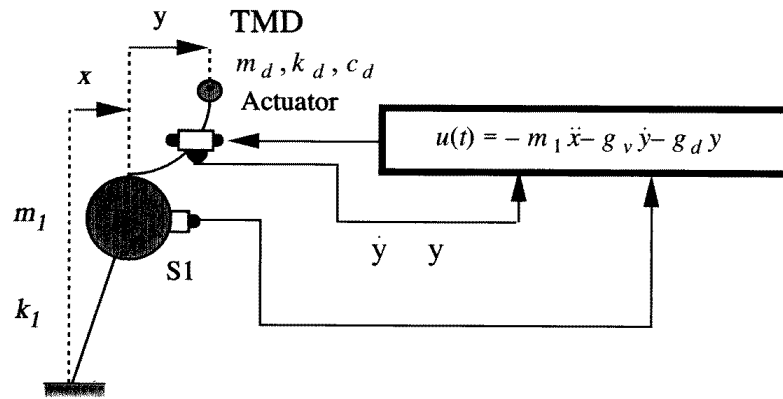 y
TMD
x
m_d , k_d , c_d
Actuator
u(t) = − m_1 ẍ − g_v ẏ − g_d y
m_1
S1
ẏ y
k_1